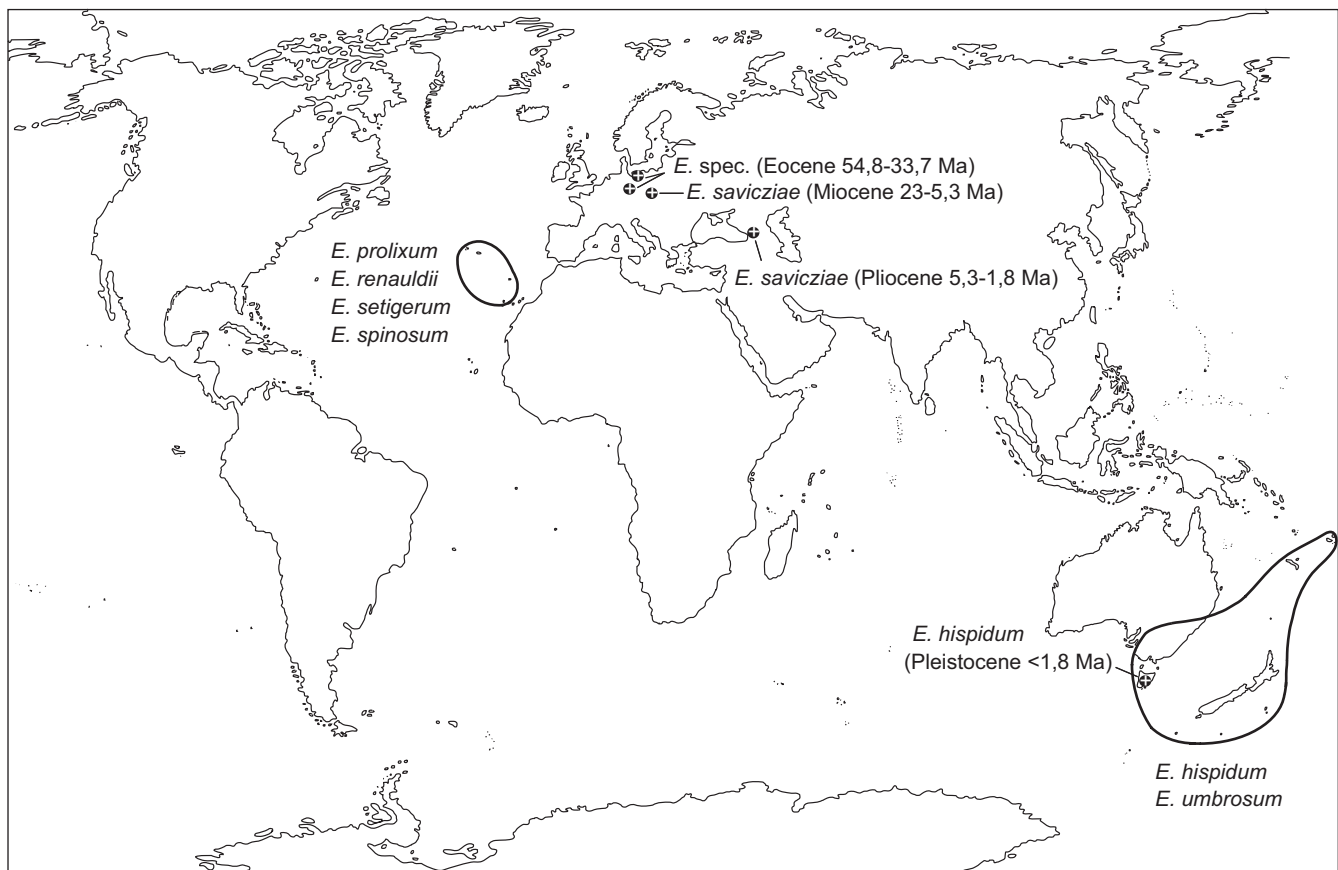 E. spec. (Eocene 54,8-33,7 Ma)
E. savicziae (Miocene 23-5,3 Ma)
E. savicziae (Pliocene 5,3-1,8 Ma)
E. prolixum
E. renauldii
E. setigerum
E. spinosum
E. hispidum
(Pleistocene <1,8 Ma)
E. hispidum
E. umbrosum